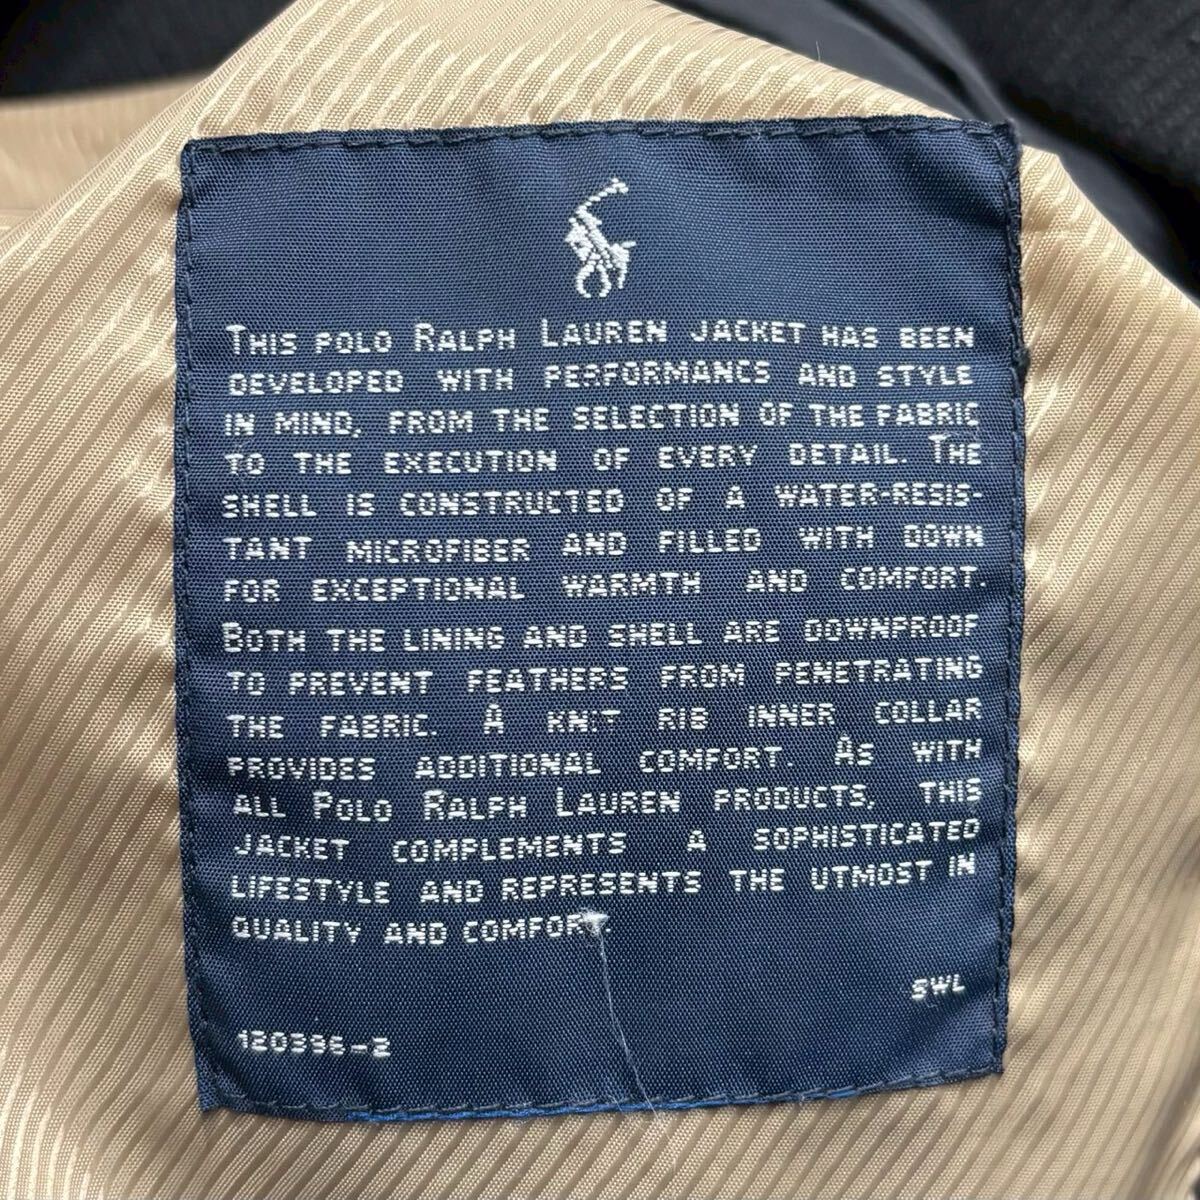 THIS POLO RALPH LAUREN JACKET HAS BEEN
DEVELOPED WITH PERFORMANCE AND STYLE
IN MIND, FROM THE SELECTION OF THE FABRIC
TO THE EXECUTION OF EVERY DETAIL. THE
SHELL IS CONSTRUCTED OF A WATER-RESIS-
TANT MICROFIBER AND FILLED WITH DOWN
FOR EXCEPTIONAL WARMTH AND COMFORT.
BOTH THE LINING AND SHELL ARE DOWNPROOF
TO PREVENT FEATHERS FROM PENETRATING
THE FABRIC. A KNIT RIB INNER COLLAR
PROVIDES ADDITIONAL COMFORT. AS WITH
ALL POLO RALPH LAUREN PRODUCTS, THIS
JACKET COMPLEMENTS A SOPHISTICATED
LIFESTYLE AND REPRESENTS THE UTMOST IN
QUALITY AND COMFORT.
SWL
120396-2